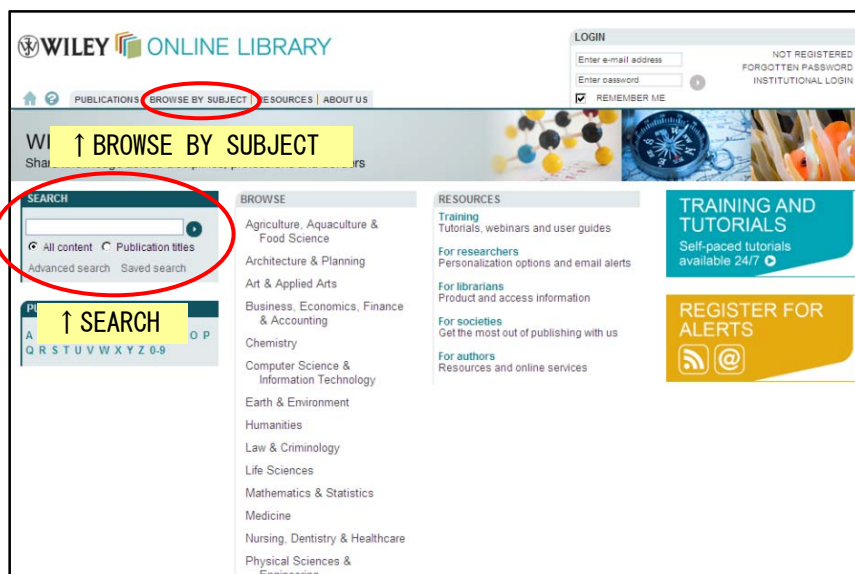 WILEY ONLINE LIBRARY
LOGIN
Enter e-mail address
NOT REGISTERED
FORGOTTEN PASSWORD
Enter password
INSTITUTIONAL LOGIN
REMEMBER ME
PUBLICATIONS | BROWSE BY SUBJECT | RESOURCES | ABOUT US
↑BROWSE BY SUBJECT
SEARCH
All content Publication titles
Advanced search Saved search
↑SEARCH
A O P
Q R S T U V W X Y Z 0-9
BROWSE
Agriculture, Aquaculture &
Food Science
Architecture & Planning
Art & Applied Arts
Business, Economics, Finance
& Accounting
Chemistry
Computer Science &
Information Technology
Earth & Environment
Humanities
Law & Criminology
Life Sciences
Mathematics & Statistics
Medicine
Nursing, Dentistry & Healthcare
Physical Sciences &
RESOURCES
Training
Tutorials, webinars and user guides
For researchers
Personalization options and email alerts
For librarians
Product and access information
For societies
Get the most out of publishing with us
For authors
Resources and online services
TRAINING AND
TUTORIALS
Self-paced tutorials
available 24/7
REGISTER FOR
ALERTS